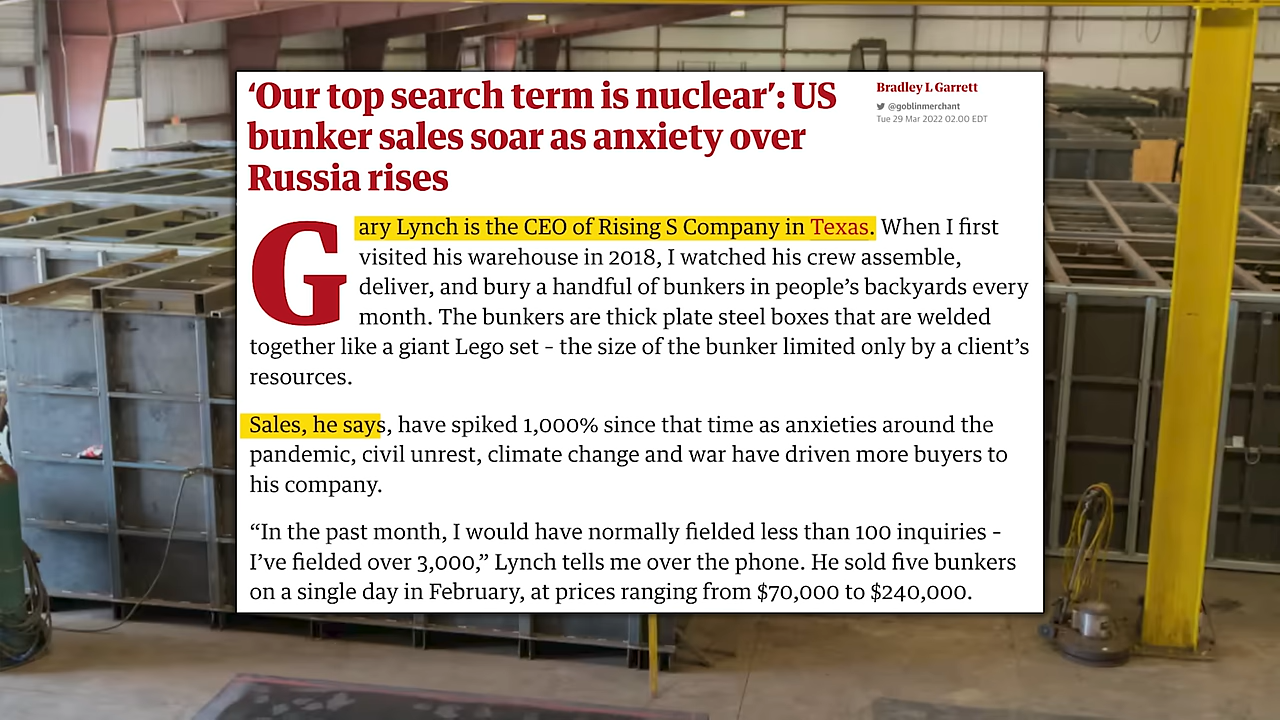 ‘Our top search term is nuclear’: US
bunker sales soar as anxiety over
Russia rises
Bradley L Garrett
@goblinmerchant
Tue 29 Mar 2022 02.00 EDT
Gary Lynch is the CEO of Rising S Company in Texas. When I first
visited his warehouse in 2018, I watched his crew assemble,
deliver, and bury a handful of bunkers in people’s backyards every
month. The bunkers are thick plate steel boxes that are welded
together like a giant Lego set – the size of the bunker limited only by a client’s
resources.
Sales, he says, have spiked 1,000% since that time as anxieties around the
pandemic, civil unrest, climate change and war have driven more buyers to
his company.
“In the past month, I would have normally fielded less than 100 inquiries –
I’ve fielded over 3,000,” Lynch tells me over the phone. He sold five bunkers
on a single day in February, at prices ranging from $70,000 to $240,000.